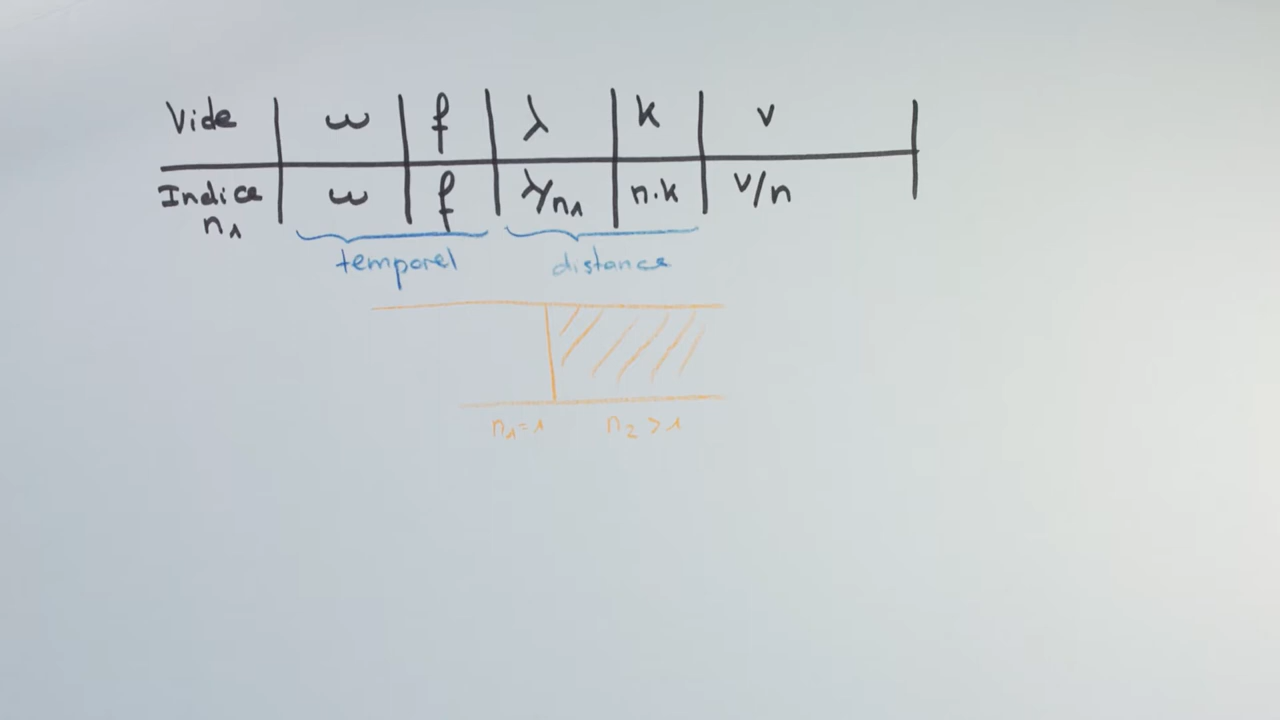 Vide ω f λ k v
Indice ω f λ/n₁ n.k v/n
n₁
temporel distance
n₁=1 n₂>1